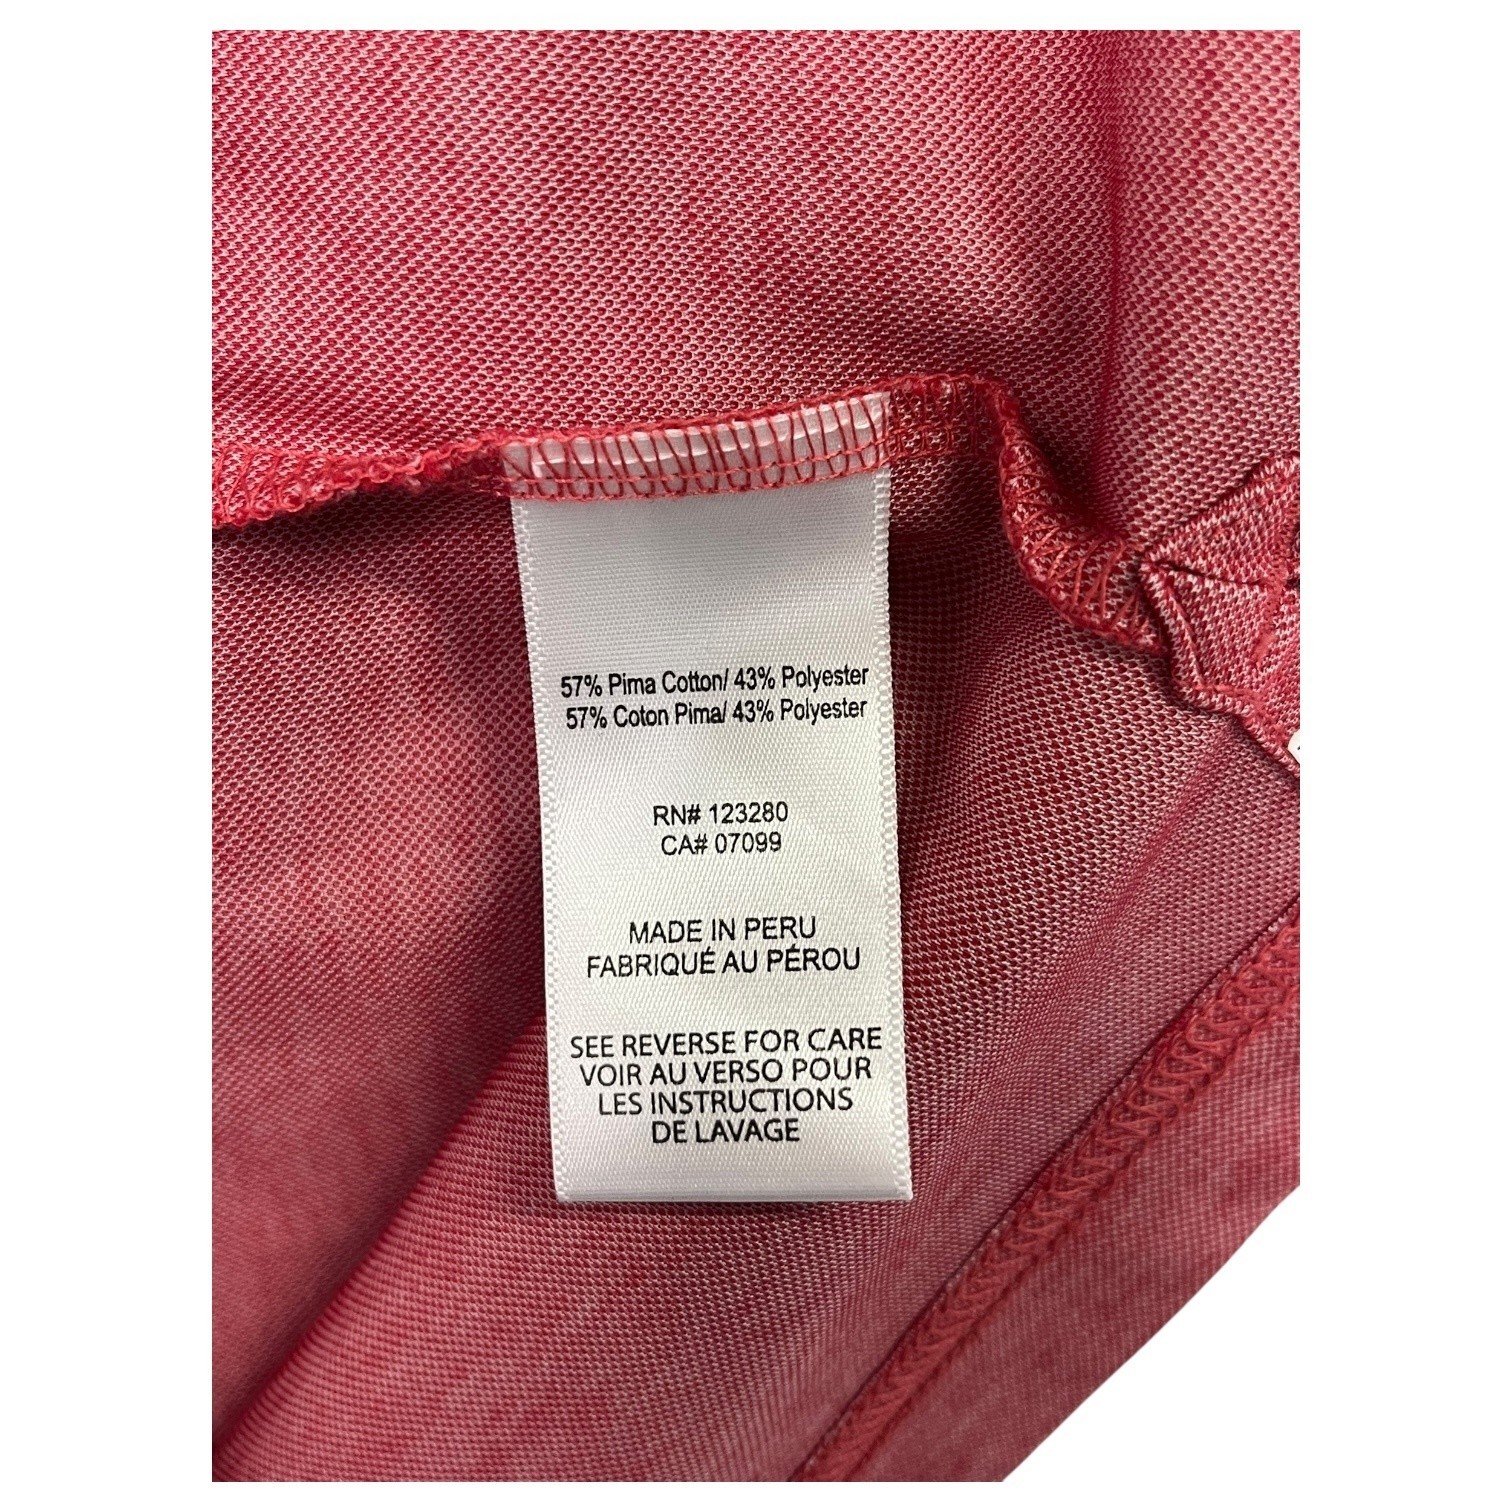 57% Pima Cotton/ 43% Polyester
57% Coton Pima/ 43% Polyester
RN# 123280
CA# 07099
MADE IN PERU
FABRIQUÉ AU PÉROU
SEE REVERSE FOR CARE
VOIR AU VERSO POUR
LES INSTRUCTIONS
DE LAVAGE